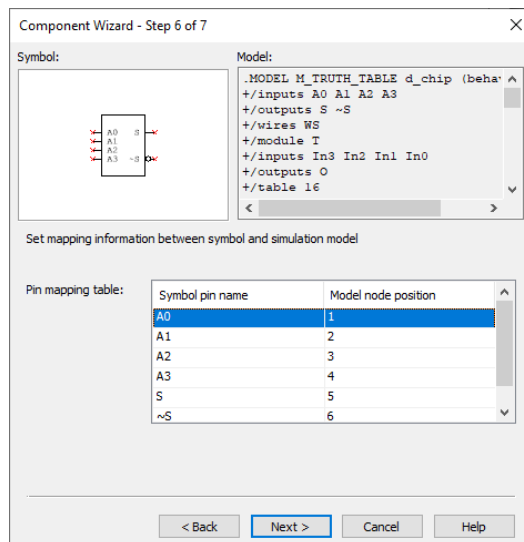 Component Wizard - Step 6 of 7
Symbol:
Model:
A0 S
A1
A2
A3 ~S
.MODEL M_TRUTH_TABLE d_chip (beha
+/inputs A0 A1 A2 A3
+/outputs S ~S
+/wires WS
+/module T
+/inputs In3 In2 In1 In0
+/outputs O
+/table 16
Set mapping information between symbol and simulation model
Pin mapping table:
Symbol pin name Model node position
A0 1
A1 2
A2 3
A3 4
S 5
~S 6
< Back Next > Cancel Help